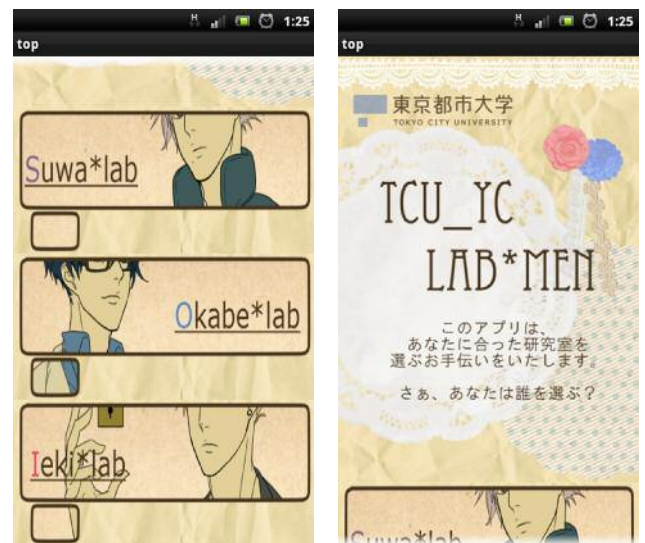 H
1:25
top
Suwa*lab
Okabe*lab
Ieki*lab
H
1:25
top
東京都市大学
TOKYO CITY UNIVERSITY
TCU_YC
LAB*MEN
このアプリは、
あなたに合った研究室を
選ぶお手伝いをいたします。
さぁ、あなたは誰を選ぶ？
Suwa*lab